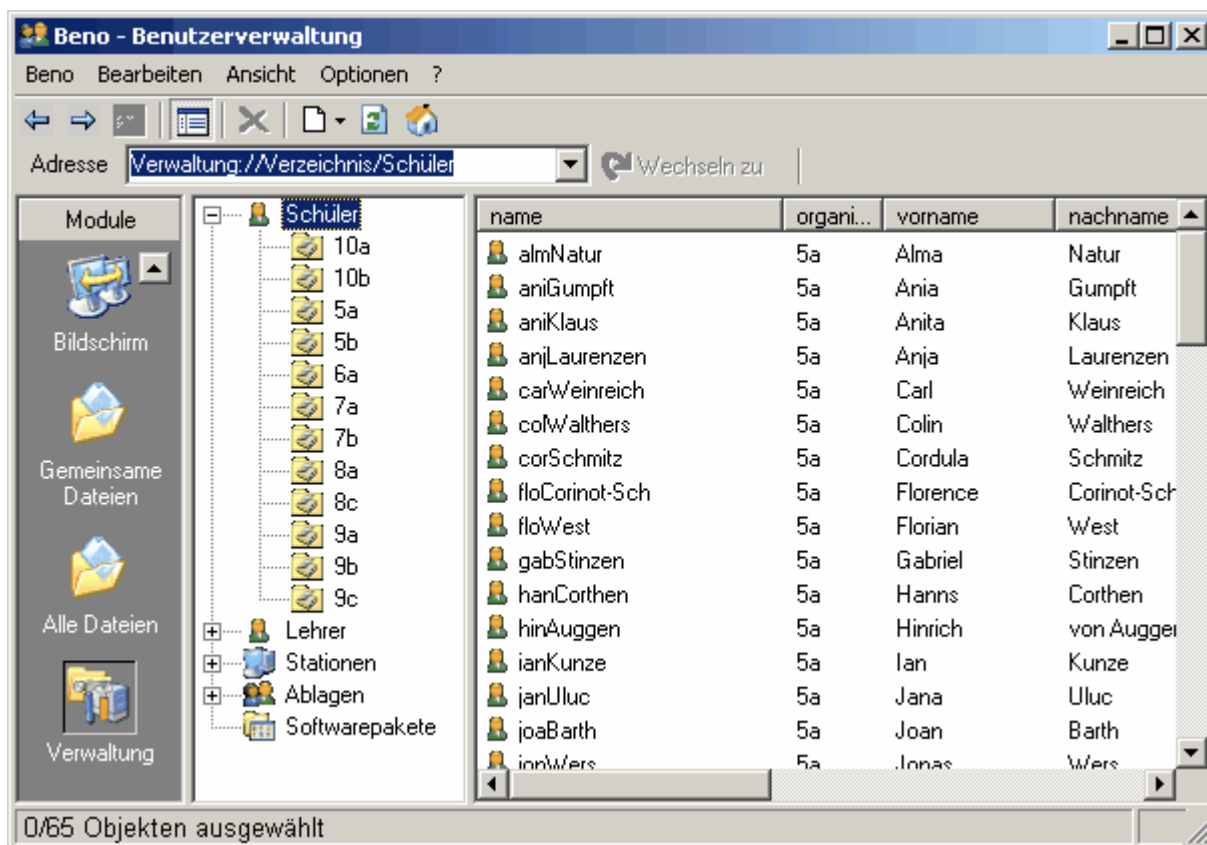 Beno - Benutzerverwaltung
Beno Bearbeiten Ansicht Optionen ?
Adresse Verwaltung://Verzeichnis/Schüler Wechseln zu
Module
Bildschirm
Gemeinsame
Dateien
Alle Dateien
Verwaltung
Schüler
10a
10b
5a
5b
6a
7a
7b
8a
8c
9a
9b
9c
Lehrer
Stationen
Ablagen
Softwarepakete
name organi... vorname nachname
almNatur 5a Alma Natur
aniGumpft 5a Ania Gumpft
aniKlaus 5a Anita Klaus
anjLaurenzen 5a Anja Laurenzen
carWeinreich 5a Carl Weinreich
colWalthers 5a Colin Walthers
corSchmitz 5a Cordula Schmitz
floCorinot-Sch 5a Florence Corinot-Sch
floWest 5a Florian West
gabStinzen 5a Gabriel Stinzen
hanCorthen 5a Hanns Corthen
hinAuggen 5a Hinrich von Auggen
ianKunze 5a Ian Kunze
janUluc 5a Jana Uluc
joaBarth 5a Joan Barth
jonWers 5a Jonas Wers
0/65 Objekten ausgewählt